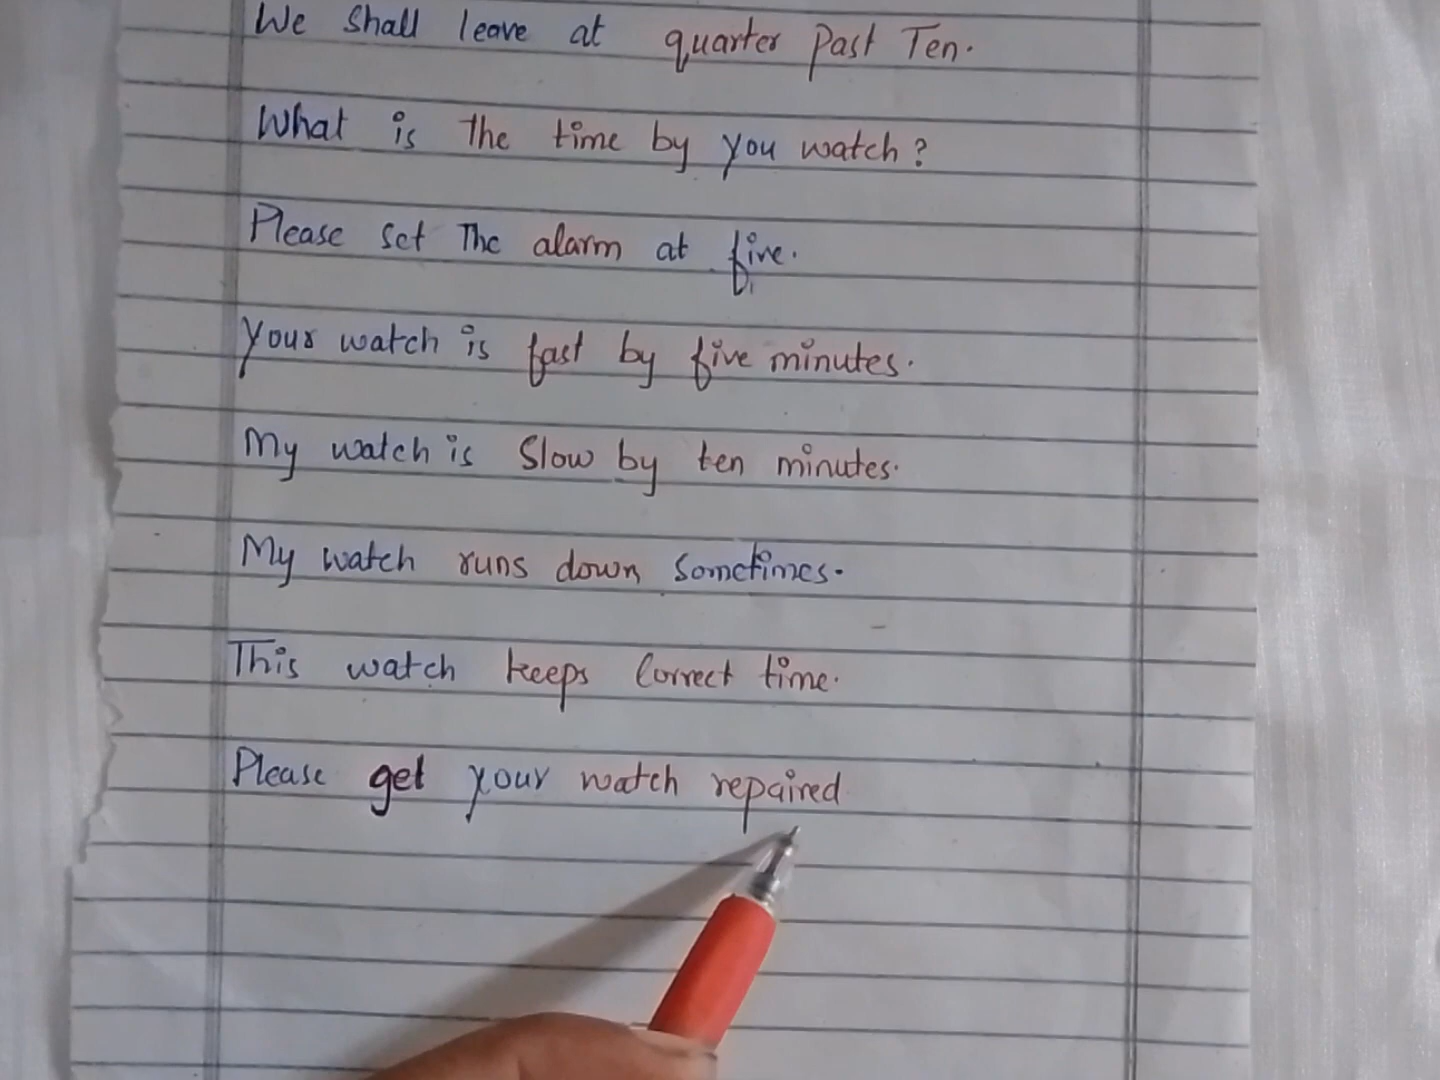 We shall leave at quarter Past Ten.
What is The time by you watch?
Please set The alarm at five.
Your watch is fast by five minutes.
My watch is Slow by ten minutes.
My watch runs down sometimes.
This watch keeps Correct time.
Please get your watch repaired